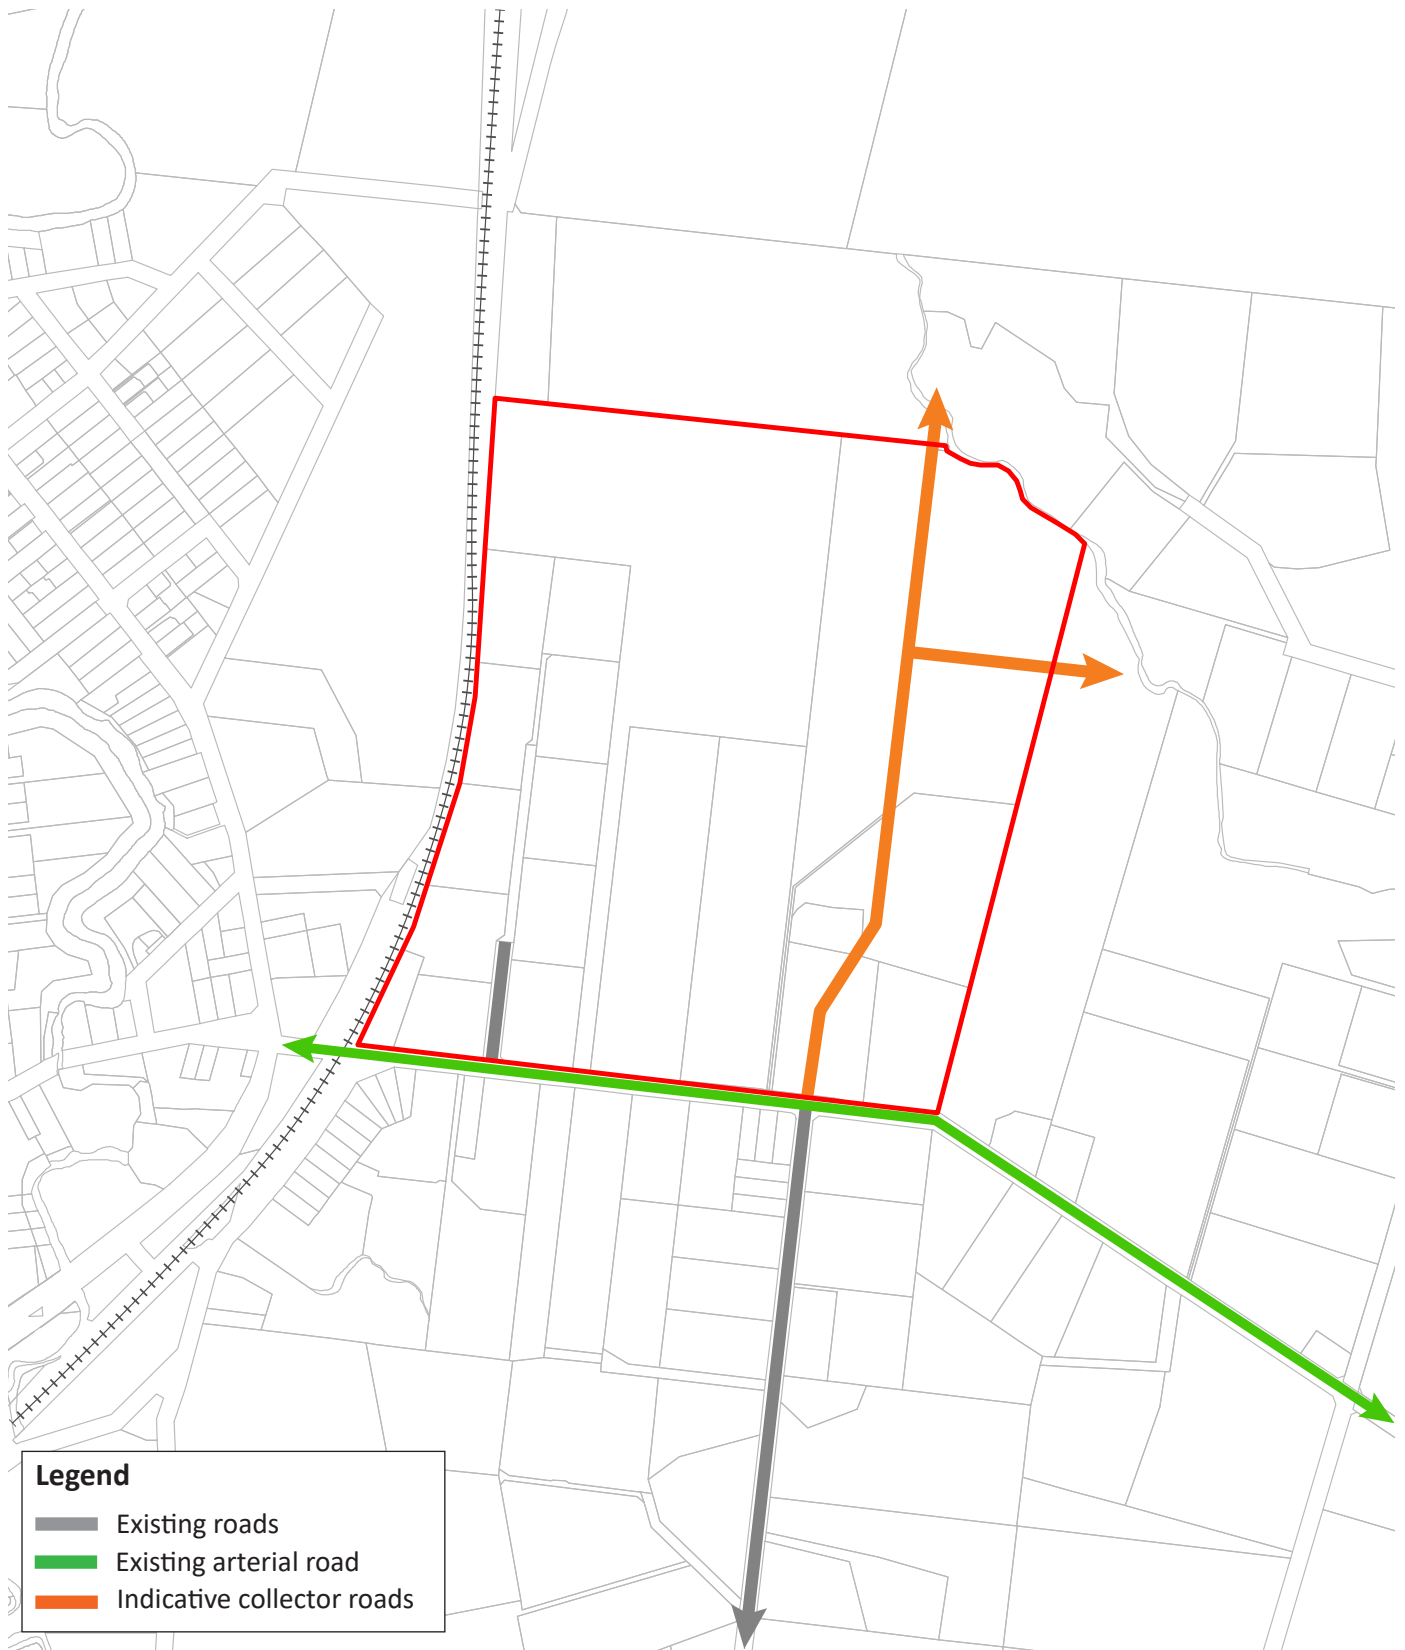 Legend
Existing roads
Existing arterial road
Indicative collector roads